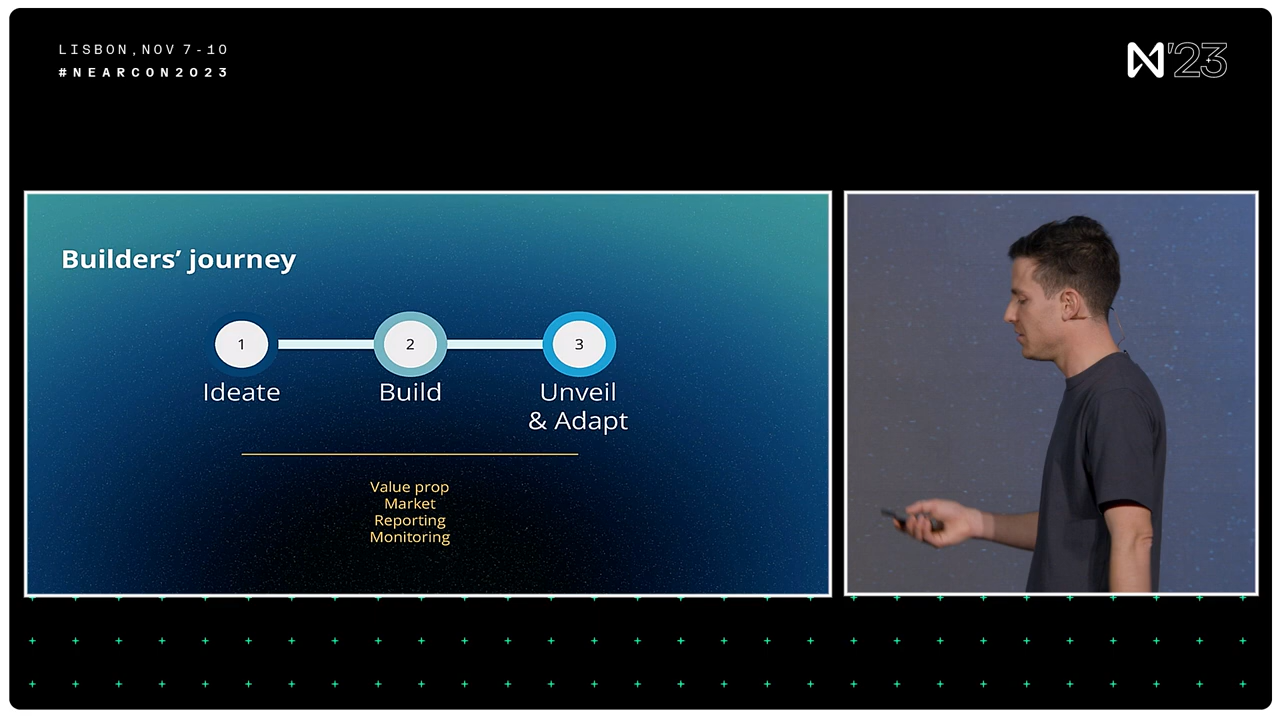 LISBON, NOV 7-10
#NEARCON2023
N'23
Builders' journey
1
2
3
Ideate
Build
Unveil
& Adapt
Value prop
Market
Reporting
Monitoring